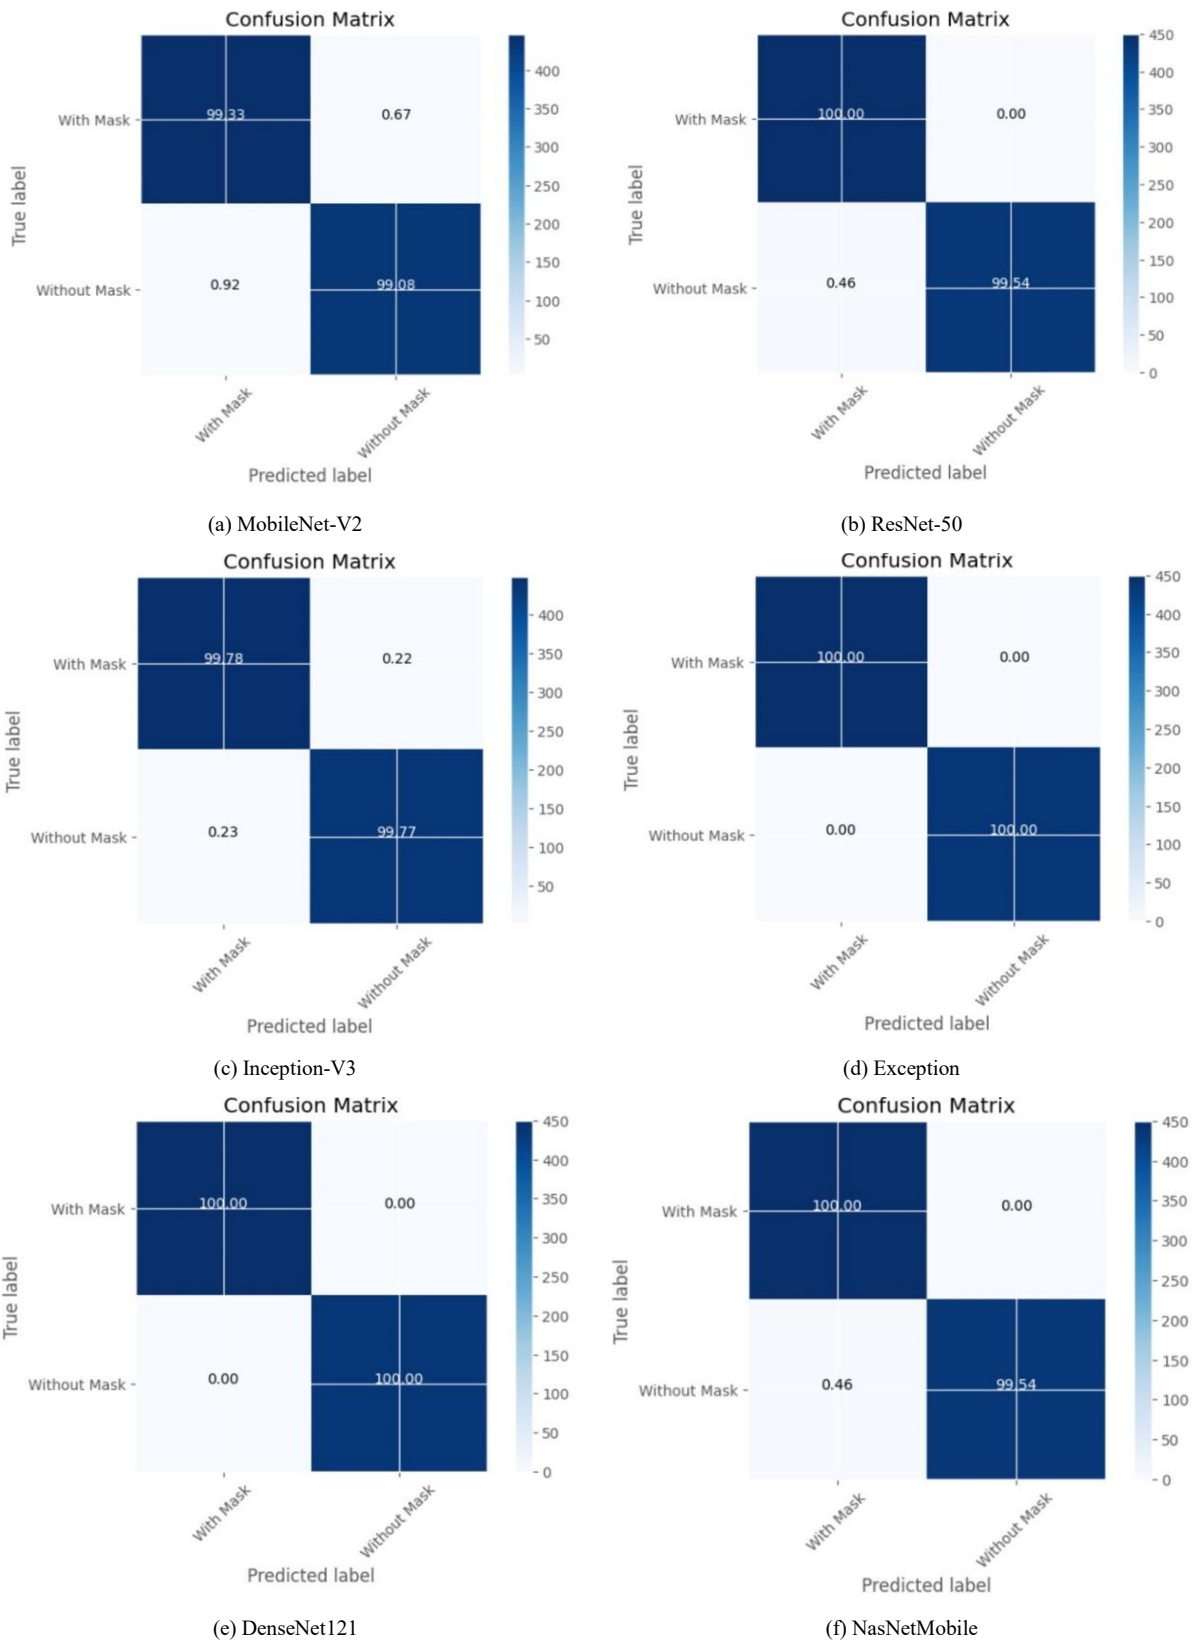 Confusion Matrix
With Mask
Without Mask
True label
99.33
0.67
0.92
99.08
400
350
300
250
200
150
100
50
With Mask
Without Mask
Predicted label
(a) MobileNet-V2
Confusion Matrix
With Mask
Without Mask
True label
100.00
0.00
0.46
99.54
450
400
350
300
250
200
150
100
50
0
With Mask
Without Mask
Predicted label
(b) ResNet-50
Confusion Matrix
With Mask
Without Mask
True label
99.78
0.22
0.23
99.77
400
350
300
250
200
150
100
50
With Mask
Without Mask
Predicted label
(c) Inception-V3
Confusion Matrix
With Mask
Without Mask
True label
100.00
0.00
0.00
100.00
450
400
350
300
250
200
150
100
50
0
With Mask
Without Mask
Predicted label
(d) Exception
Confusion Matrix
With Mask
Without Mask
True label
100.00
0.00
0.00
100.00
450
400
350
300
250
200
150
100
50
0
With Mask
Without Mask
Predicted label
(e) DenseNet121
Confusion Matrix
With Mask
Without Mask
True label
100.00
0.00
0.46
99.54
450
400
350
300
250
200
150
100
50
0
With Mask
Without Mask
Predicted label
(f) NasNetMobile